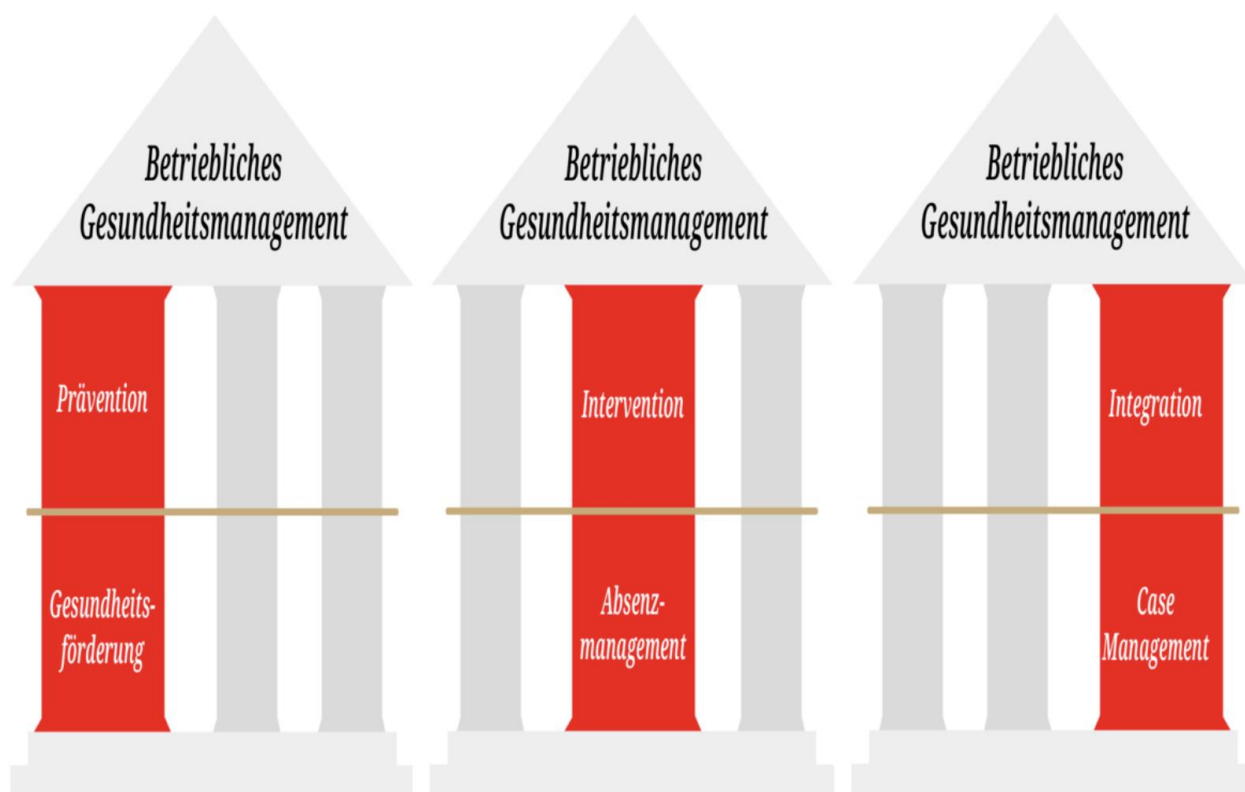 Betriebliches
Gesundheitsmanagement
Prävention
Gesundheits-
förderung
Betriebliches
Gesundheitsmanagement
Intervention
Absenz-
management
Betriebliches
Gesundheitsmanagement
Integration
Case
Management